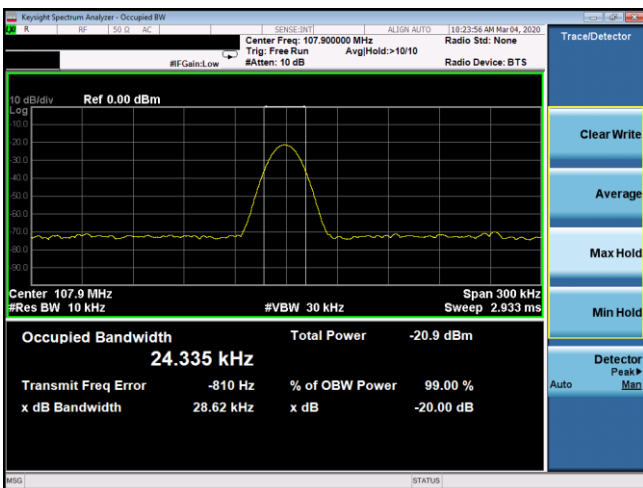 Keysight Spectrum Analyzer - Occupied BW
R RF 50 Ω AC SENSE:INT ALIGN AUTO 10:23:56 AM Mar 04, 2020
Center Freq: 107.900000 MHz Radio Std: None
Trig: Free Run Avg|Hold:>10/10
#IFGain:Low #Atten: 10 dB Radio Device: BTS
Trace/Detector
10 dB/div Ref 0.00 dBm
Log
-10.0
-20.0
-30.0
-40.0
-50.0
-60.0
-70.0
-80.0
-90.0
Center 107.9 MHz Span 300 kHz
#Res BW 10 kHz #VBW 30 kHz Sweep 2.933 ms
Occupied Bandwidth Total Power -20.9 dBm
24.335 kHz
Transmit Freq Error -810 Hz % of OBW Power 99.00 %
x dB Bandwidth 28.62 kHz x dB -20.00 dB
Clear Write
Average
Max Hold
Min Hold
Detector
Peak▶
Auto Man
MSG STATUS